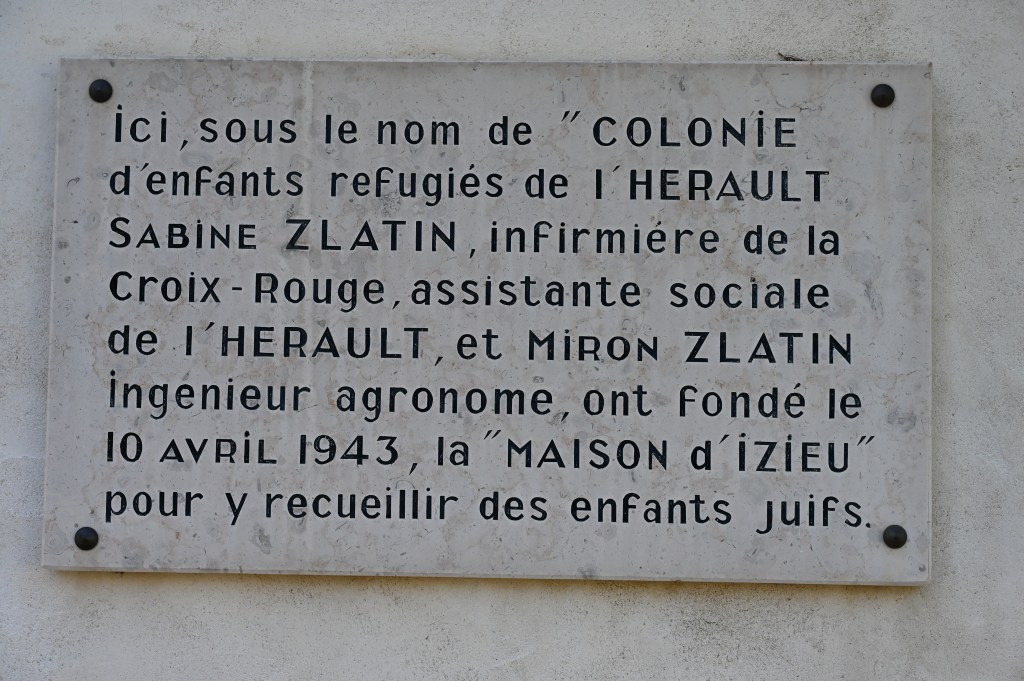 ici, sous le nom de "COLONIE
d'enfants refugiés de l'HERAULT
SABINE ZLATIN, infirmiére de la
Croix-Rouge, assistante sociale
de l'HERAULT, et MIRON ZLATIN
ingenieur agronome, ont fondé le
10 AVRIL 1943, la "MAISON d'IZIEU"
pour y recueillir des enfants juifs.